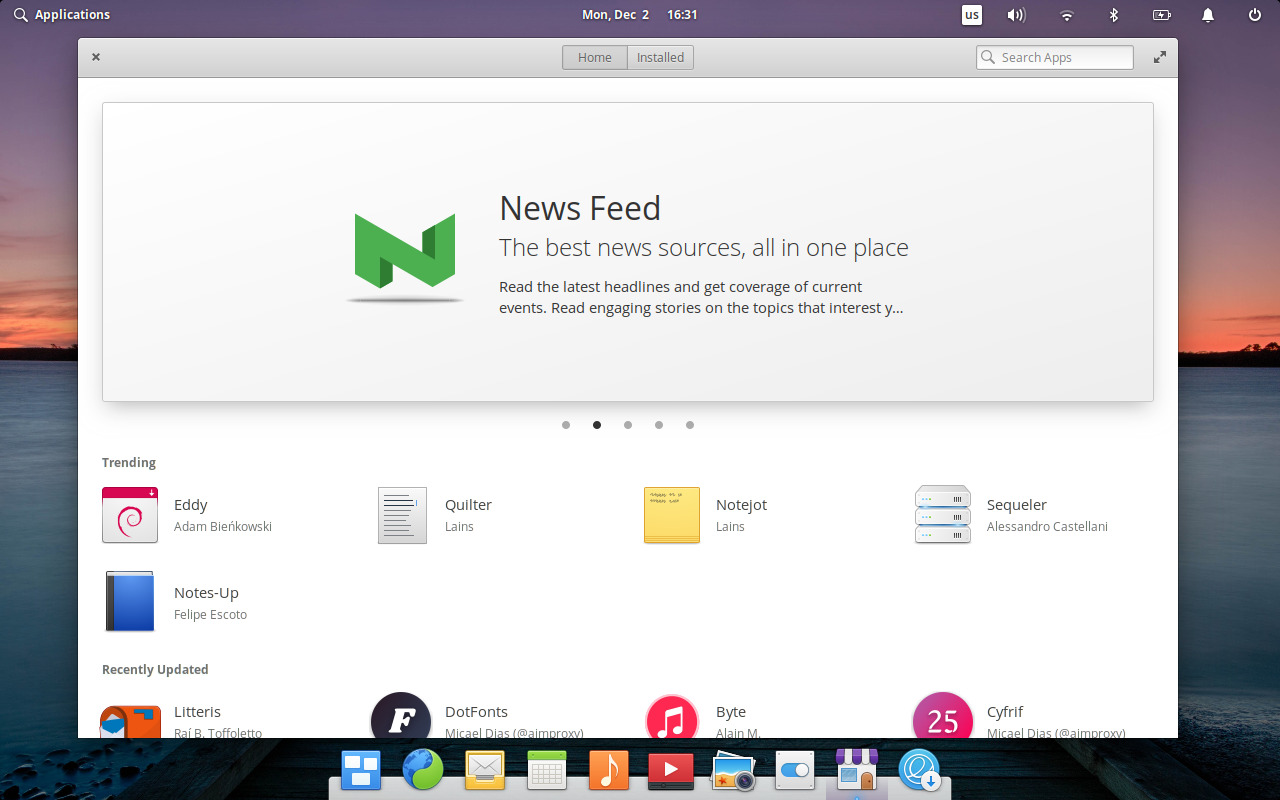 Applications
Mon, Dec 2 16:31
us
Home
Installed
Search Apps
News Feed
The best news sources, all in one place
Read the latest headlines and get coverage of current
events. Read engaging stories on the topics that interest y...
Trending
Eddy
Adam Bieńkowski
Quilter
Lains
Notejot
Lains
Sequeler
Alessandro Castellani
Notes-Up
Felipe Escoto
Recently Updated
Litteris
Raí B. Toffoletto
F
DotFonts
Micael Dias (@aimproxy)
Byte
Alain M.
25
Cyfrif
Micael Dias (@aimproxy)